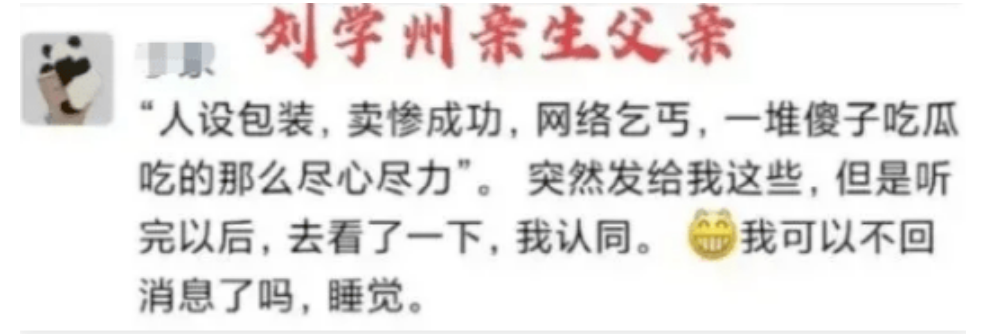 刘学州亲生父亲
“人设包装，卖惨成功，网络乞丐，一堆傻子吃瓜
吃的那么尽心尽力”。 突然发给我这些，但是听
完以后，去看了一下，我认同。 😁我可以不回
消息了吗，睡觉。